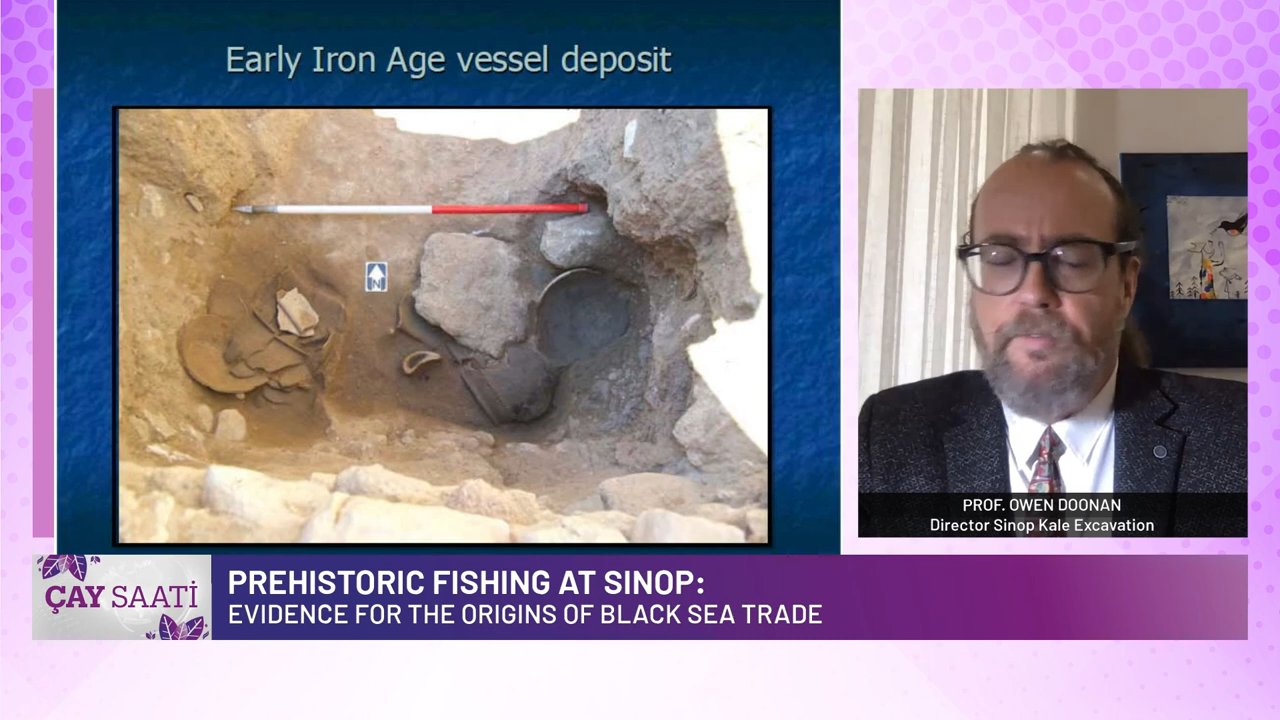 Early Iron Age vessel deposit
N
PROF. OWEN DOONAN
Director Sinop Kale Excavation
ÇAY SAATİ
PREHISTORIC FISHING AT SINOP:
EVIDENCE FOR THE ORIGINS OF BLACK SEA TRADE